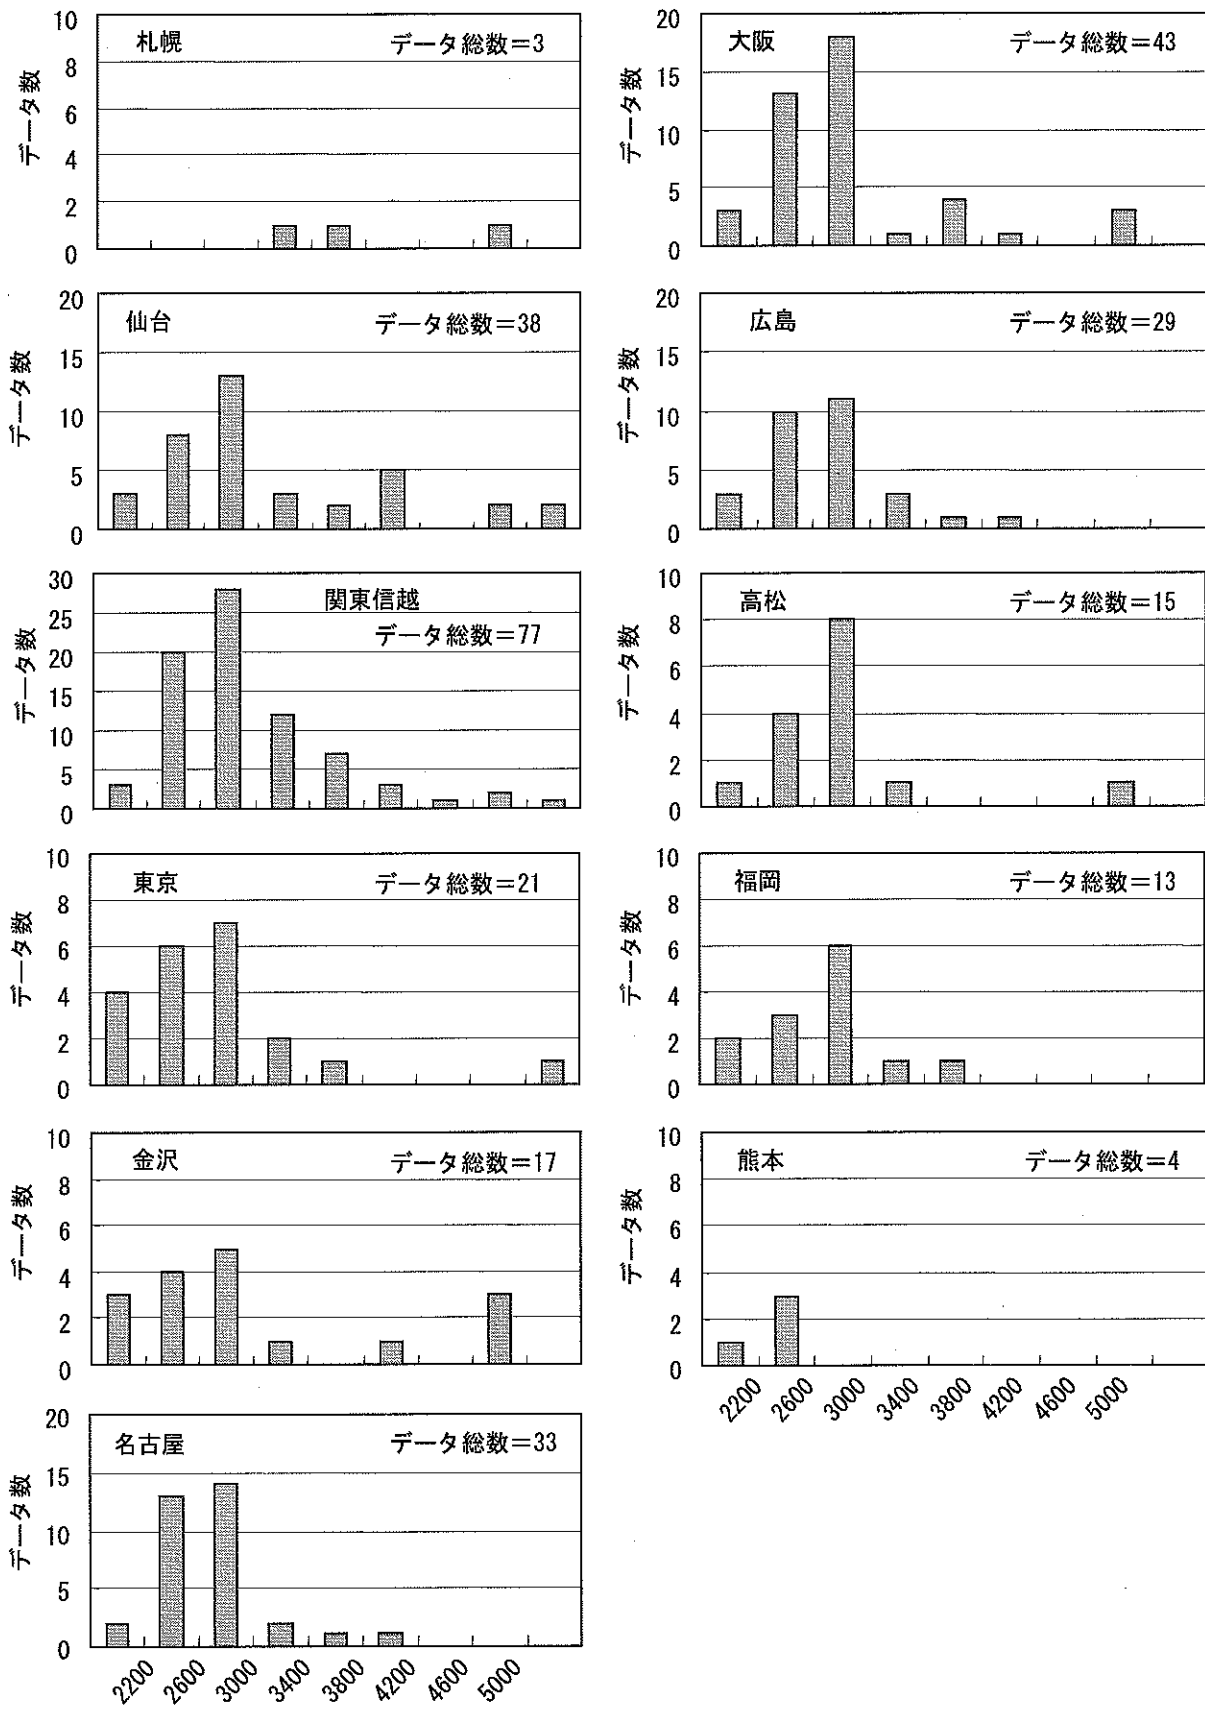 札幌 データ総数=3
データ数
10
8
6
4
2
0
仙台 データ総数=38
データ数
20
15
10
5
0
関東信越
データ総数=77
データ数
30
25
20
15
10
5
0
東京 データ総数=21
データ数
10
8
6
4
2
0
金沢 データ総数=17
データ数
10
8
6
4
2
0
名古屋 データ総数=33
データ数
20
15
10
5
0
2200 2600 3000 3400 3800 4200 4600 5000
大阪 データ総数=43
データ数
20
15
10
5
0
広島 データ総数=29
データ数
20
15
10
5
0
高松 データ総数=15
データ数
10
8
6
4
2
0
福岡 データ総数=13
データ数
10
8
6
4
2
0
熊本 データ総数=4
データ数
10
8
6
4
2
0
2200 2600 3000 3400 3800 4200 4600 5000